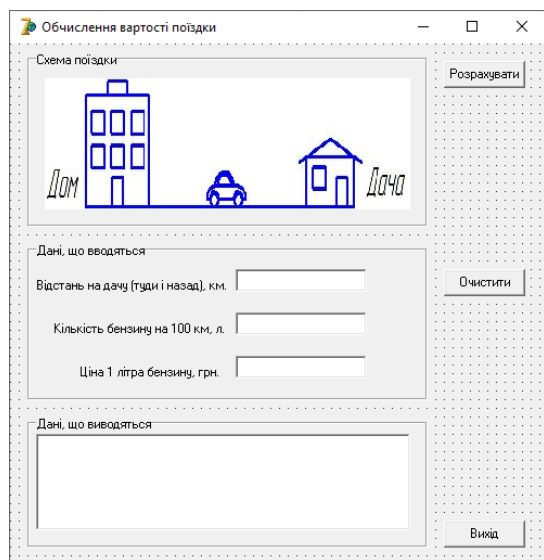 Обчислення вартості поїздки
Схема поїздки
Розрахувати
Дом
Дача
Дані, що вводяться
Відстань на дачу (туди і назад), км.
Очистити
Кількість бензину на 100 км, л.
Ціна 1 літра бензину, грн.
Дані, що виводяться
Вихід